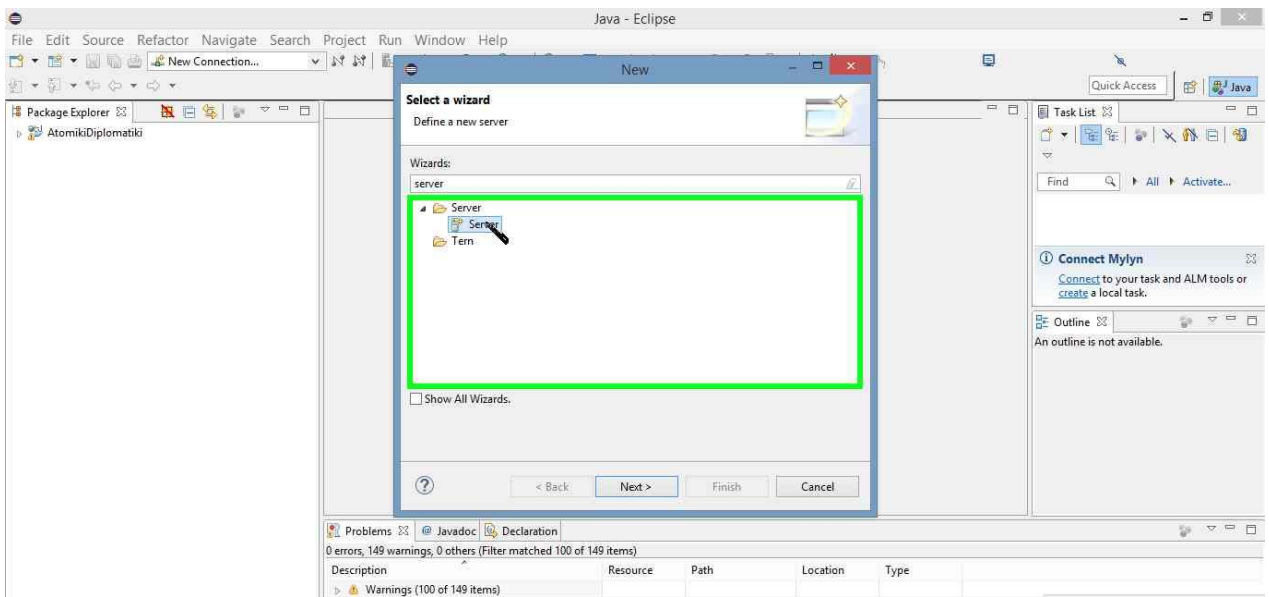 Java - Eclipse
File Edit Source Refactor Navigate Search Project Run Window Help
New Connection...
Quick Access
Java
Package Explorer
AtomikiDiplomatiki
New
Select a wizard
Define a new server
Wizards:
server
Server
Server
Tern
Show All Wizards.
< Back Next > Finish Cancel
Task List
Find All Activate...
Connect Mylyn
Connect to your task and ALM tools or
create a local task.
Outline
An outline is not available.
Problems @ Javadoc Declaration
0 errors, 149 warnings, 0 others (Filter matched 100 of 149 items)
Description Resource Path Location Type
Warnings (100 of 149 items)